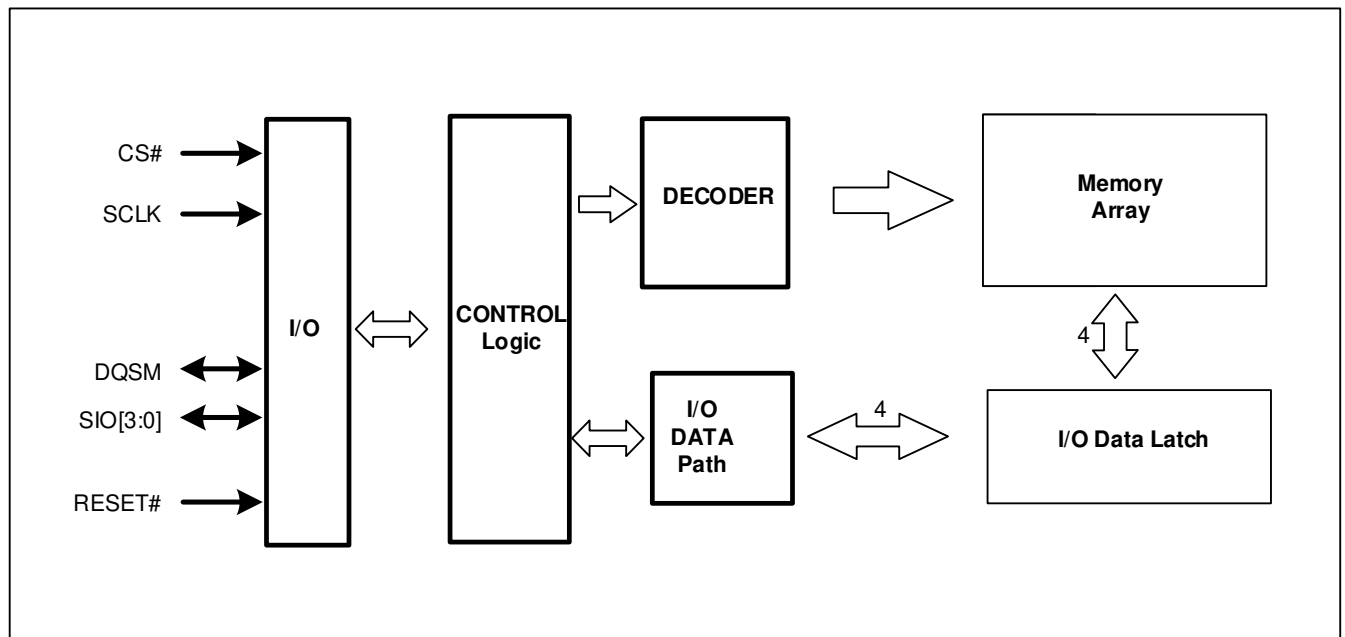 CS#
SCLK
DQSM
SIO[3:0]
RESET#
I/O
CONTROL
Logic
DECODER
I/O
DATA
Path
4
Memory
Array
4
I/O Data Latch